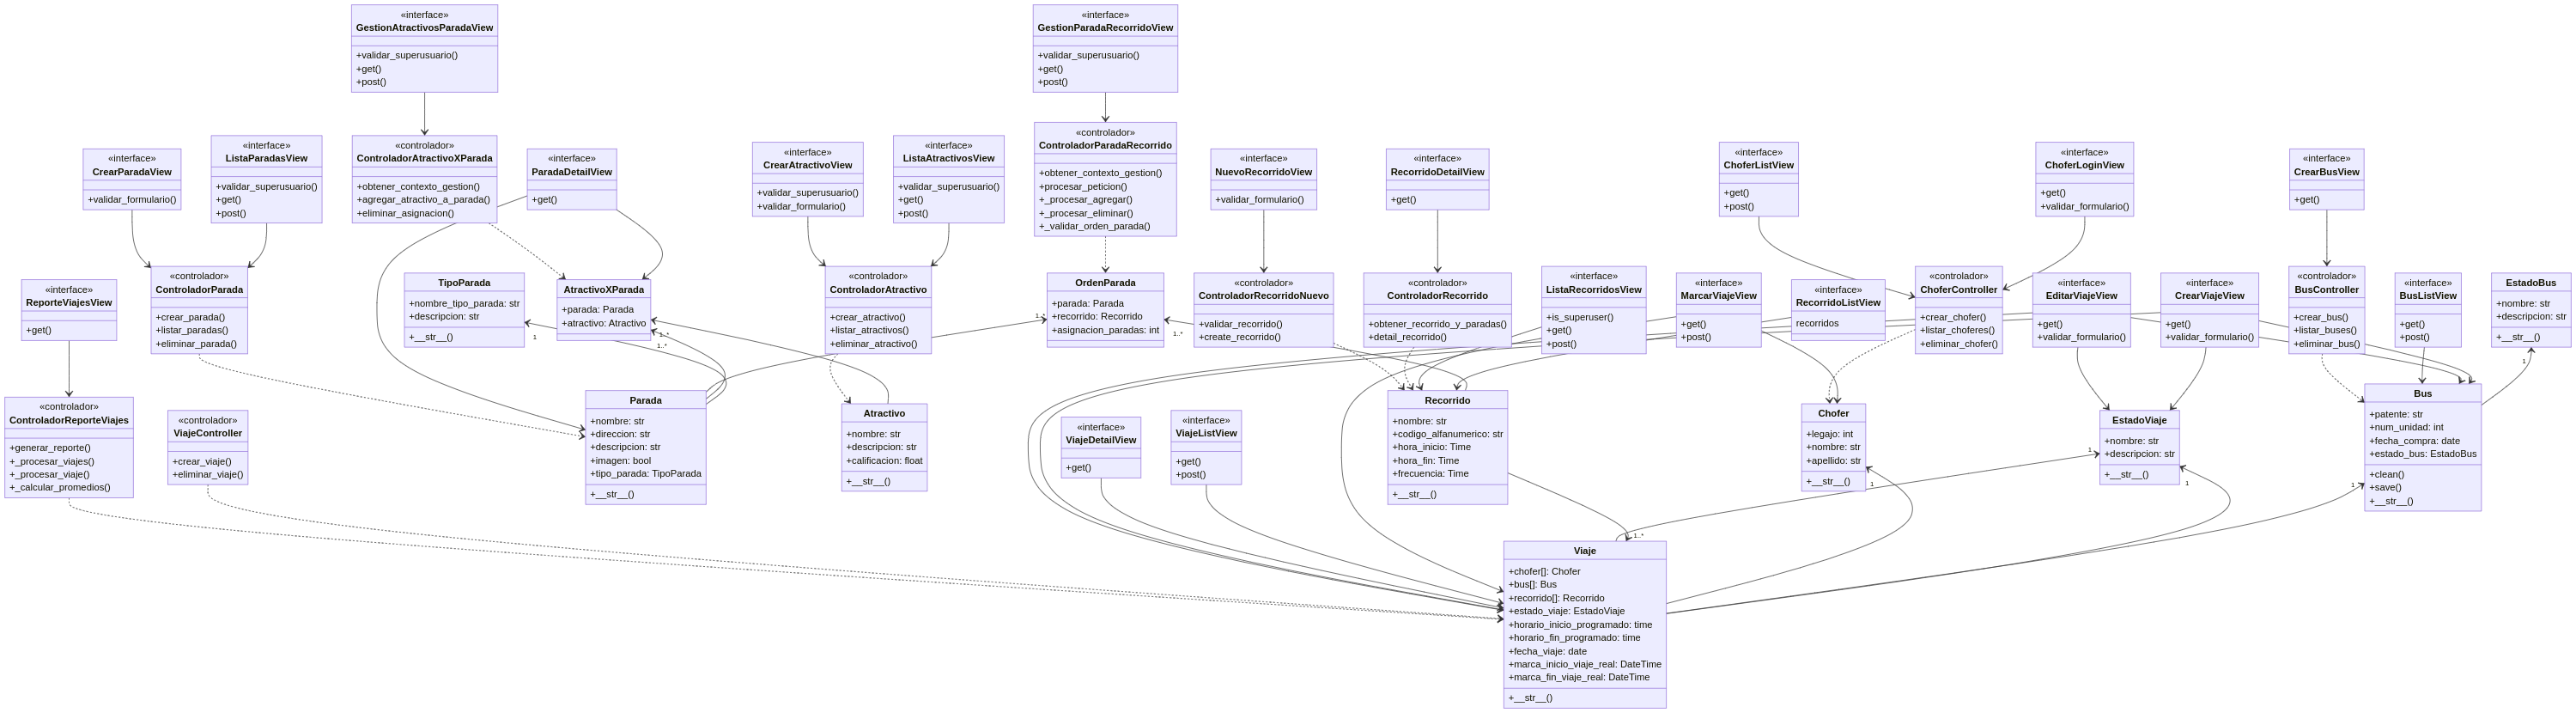 «interface»
GestionAtractivosParadaView
+validar_superusuario()
+get()
+post()
«interface»
GestionParadaRecorridoView
+validar_superusuario()
+get()
+post()
«interface»
CrearParadaView
+validar_formulario()
«interface»
ListaParadasView
+validar_superusuario()
+get()
+post()
«controlador»
ControladorAtractivoXParada
+obtener_contexto_gestion()
+agregar_atractivo_a_parada()
+eliminar_asignacion()
«interface»
ParadaDetailView
+get()
«interface»
CrearAtractivoView
+validar_superusuario()
+validar_formulario()
«interface»
ListaAtractivosView
+validar_superusuario()
+get()
+post()
«controlador»
ControladorParadaRecorrido
+obtener_contexto_gestion()
+procesar_peticion()
+_procesar_agregar()
+_procesar_eliminar()
+_validar_orden_parada()
«interface»
NuevoRecorridoView
+validar_formulario()
«interface»
RecorridoDetailView
+get()
«interface»
ChoferListView
+get()
+post()
«interface»
ChoferLoginView
+get()
+validar_formulario()
«interface»
CrearBusView
+get()
«interface»
ReporteViajesView
+get()
«controlador»
ControladorParada
+crear_parada()
+listar_paradas()
+eliminar_parada()
TipoParada
+nombre_tipo_parada: str
+descripcion: str
+__str__()
AtractivoXParada
+parada: Parada
+atractivo: Atractivo
«controlador»
ControladorAtractivo
+crear_atractivo()
+listar_atractivos()
+eliminar_atractivo()
OrdenParada
+parada: Parada
+recorrido: Recorrido
+asignacion_paradas: int
«controlador»
ControladorRecorridoNuevo
+validar_recorrido()
+create_recorrido()
«controlador»
ControladorRecorrido
+obtener_recorrido_y_paradas()
+detail_recorrido()
«interface»
ListaRecorridosView
+is_superuser()
+get()
+post()
«interface»
MarcarViajeView
+get()
+post()
«interface»
RecorridoListView
recorridos
«controlador»
ChoferController
+crear_chofer()
+listar_choferes()
+eliminar_chofer()
«interface»
EditarViajeView
+get()
+validar_formulario()
«interface»
CrearViajeView
+get()
+validar_formulario()
«controlador»
BusController
+crear_bus()
+listar_buses()
+eliminar_bus()
«interface»
BusListView
+get()
+post()
EstadoBus
+nombre: str
+descripcion: str
+__str__()
1
1..*
1..*
1..*
1..*
1
«controlador»
ControladorReporteViajes
+generar_reporte()
+_procesar_viajes()
+_procesar_viaje()
+_calcular_promedios()
«controlador»
ViajeController
+crear_viaje()
+eliminar_viaje()
Parada
+nombre: str
+direccion: str
+descripcion: str
+imagen: bool
+tipo_parada: TipoParada
+__str__()
Atractivo
+nombre: str
+descripcion: str
+calificacion: float
+__str__()
«interface»
ViajeDetailView
+get()
«interface»
ViajeListView
+get()
+post()
Recorrido
+nombre: str
+codigo_alfanumerico: str
+hora_inicio: Time
+hora_fin: Time
+frecuencia: Time
+__str__()
Chofer
+legajo: int
+nombre: str
+apellido: str
+__str__()
EstadoViaje
+nombre: str
+descripcion: str
+__str__()
Bus
+patente: str
+num_unidad: int
+fecha_compra: date
+estado_bus: EstadoBus
+clean()
+save()
+__str__()
1
1
1
1
1..*
Viaje
+chofer[]: Chofer
+bus[]: Bus
+recorrido[]: Recorrido
+estado_viaje: EstadoViaje
+horario_inicio_programado: time
+horario_fin_programado: time
+fecha_viaje: date
+marca_inicio_viaje_real: DateTime
+marca_fin_viaje_real: DateTime
+__str__()